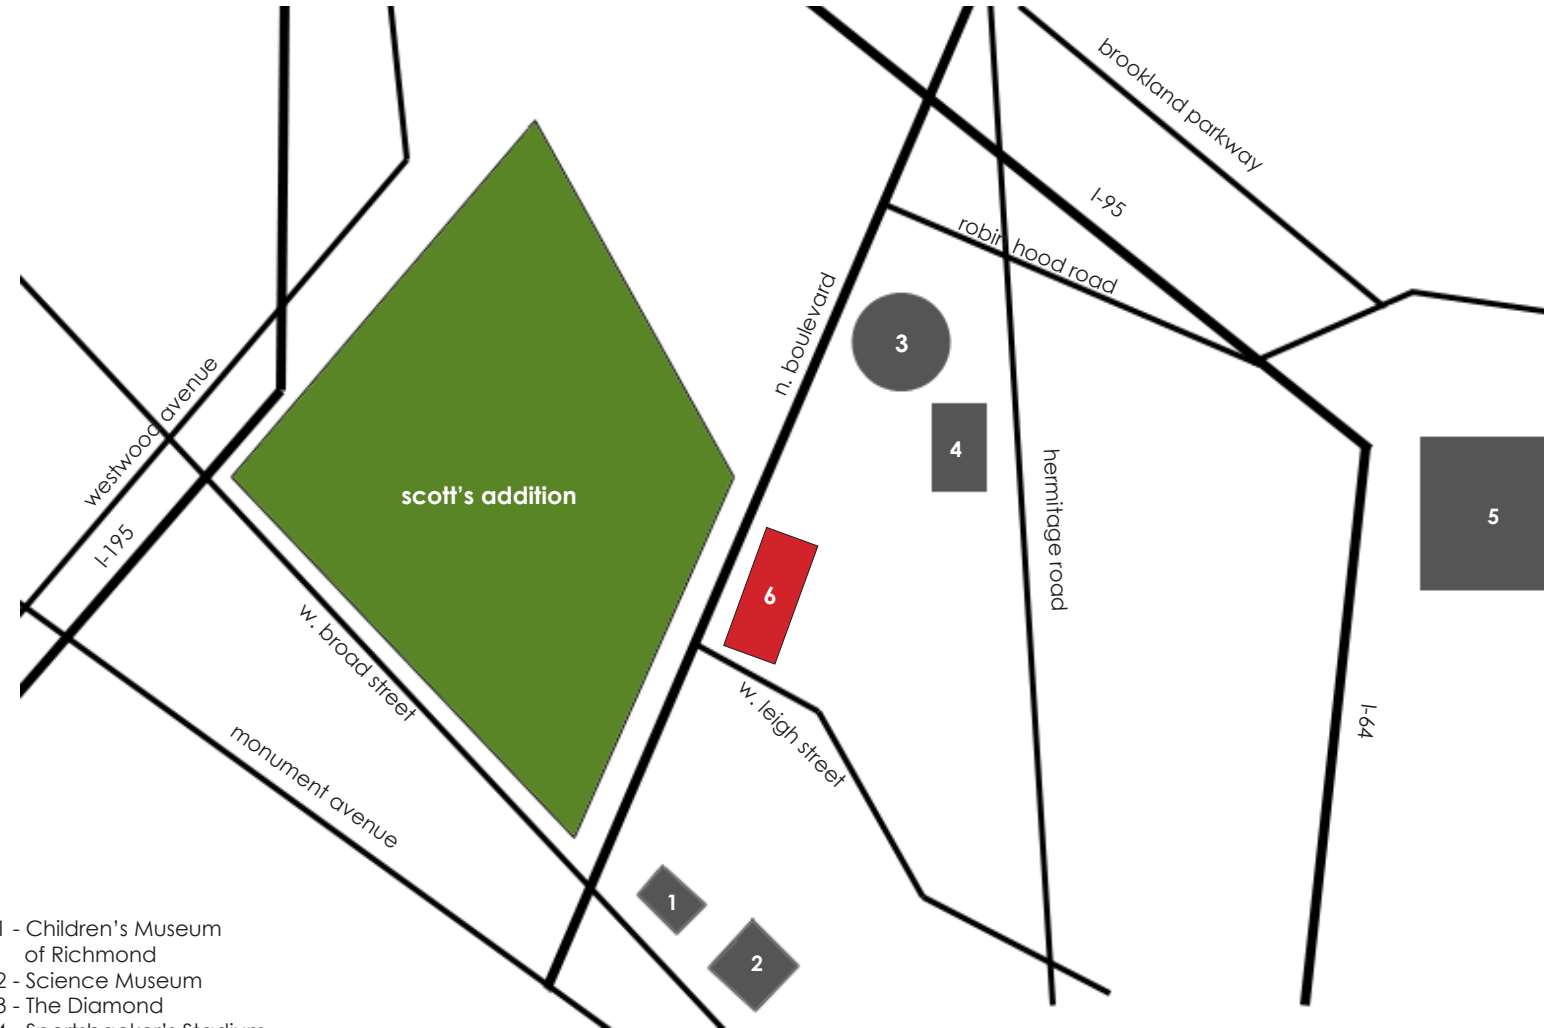 brookland parkway
I-95
robin hood road
n. boulevard
3
westwood avenue
4
hermitage road
scott's addition
5
I-195
6
w. broad street
w. leigh street
I-64
monument avenue
1
2
1 - Children's Museum
of Richmond
2 - Science Museum
3 - The Diamond